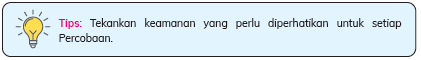 Tips: Tekankan keamanan yang perlu diperhatikan untuk setiap
Percobaan.